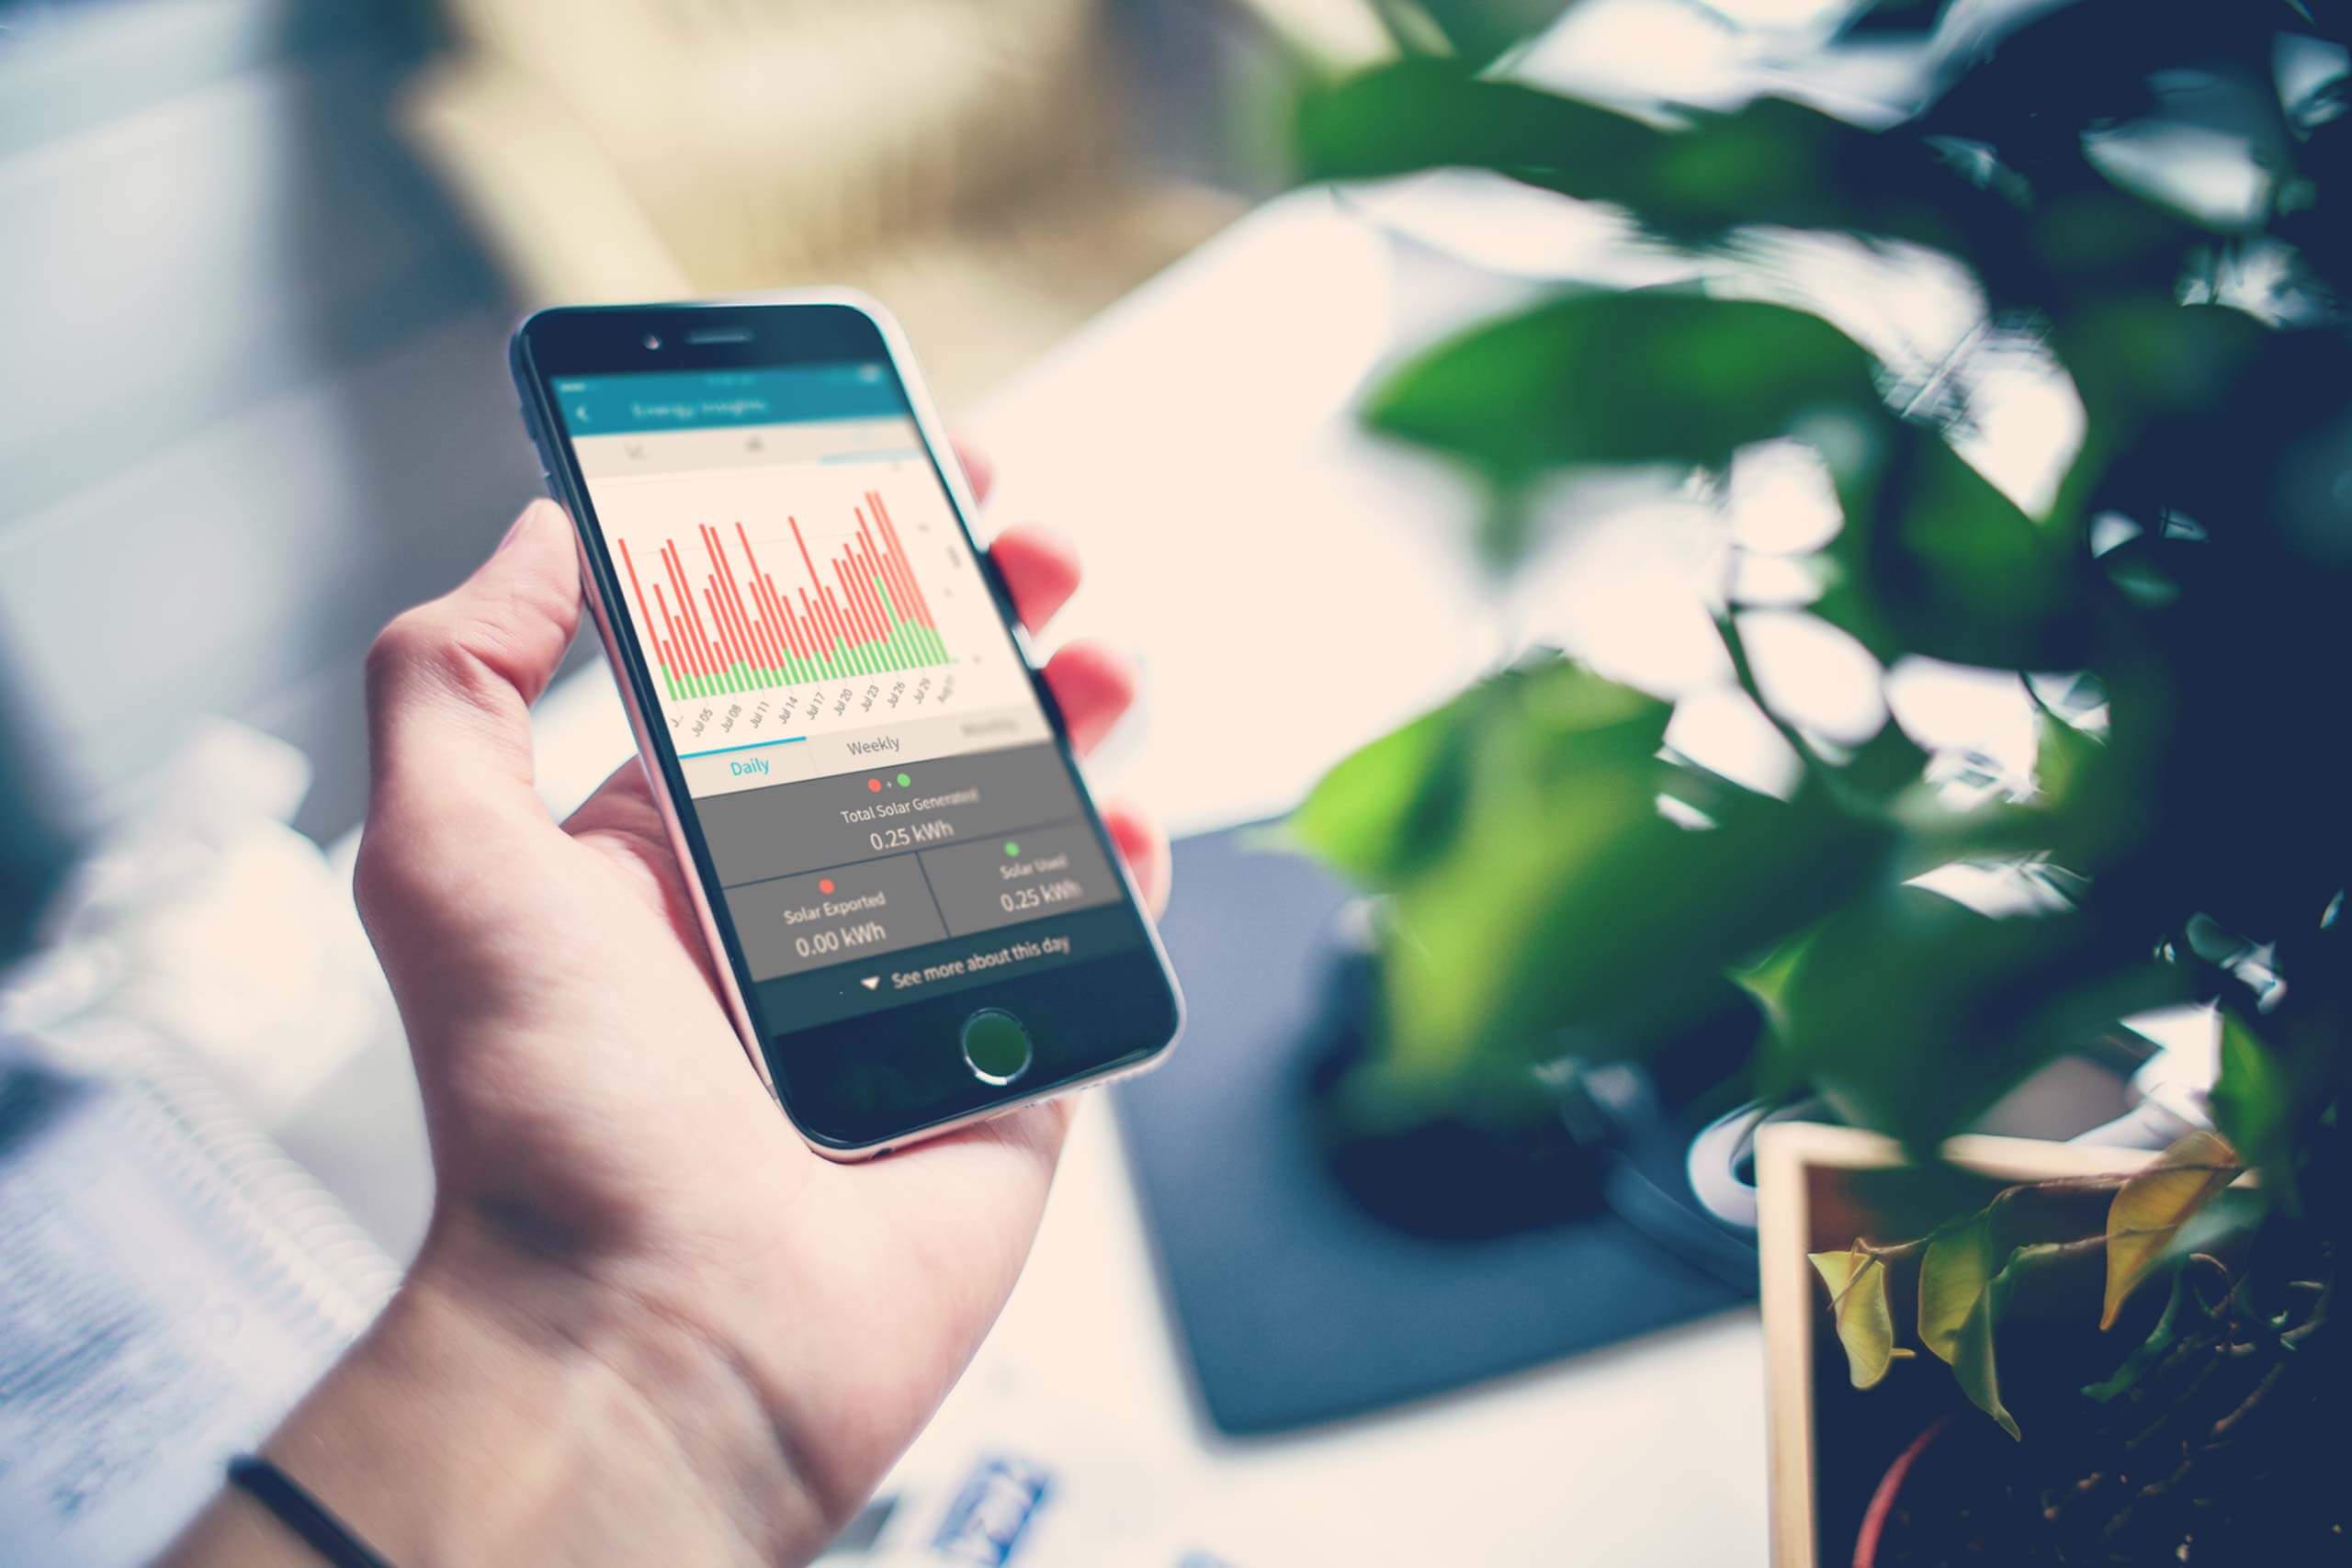 Energy Insights
J...
Jul 05
Jul 08
Jul 11
Jul 14
Jul 17
Jul 20
Jul 23
Jul 26
Jul 29
Aug 01
Daily
Weekly
Monthly
+
Total Solar Generated
0.25 kWh
Solar Exported
0.00 kWh
Solar Used
0.25 kWh
See more about this day